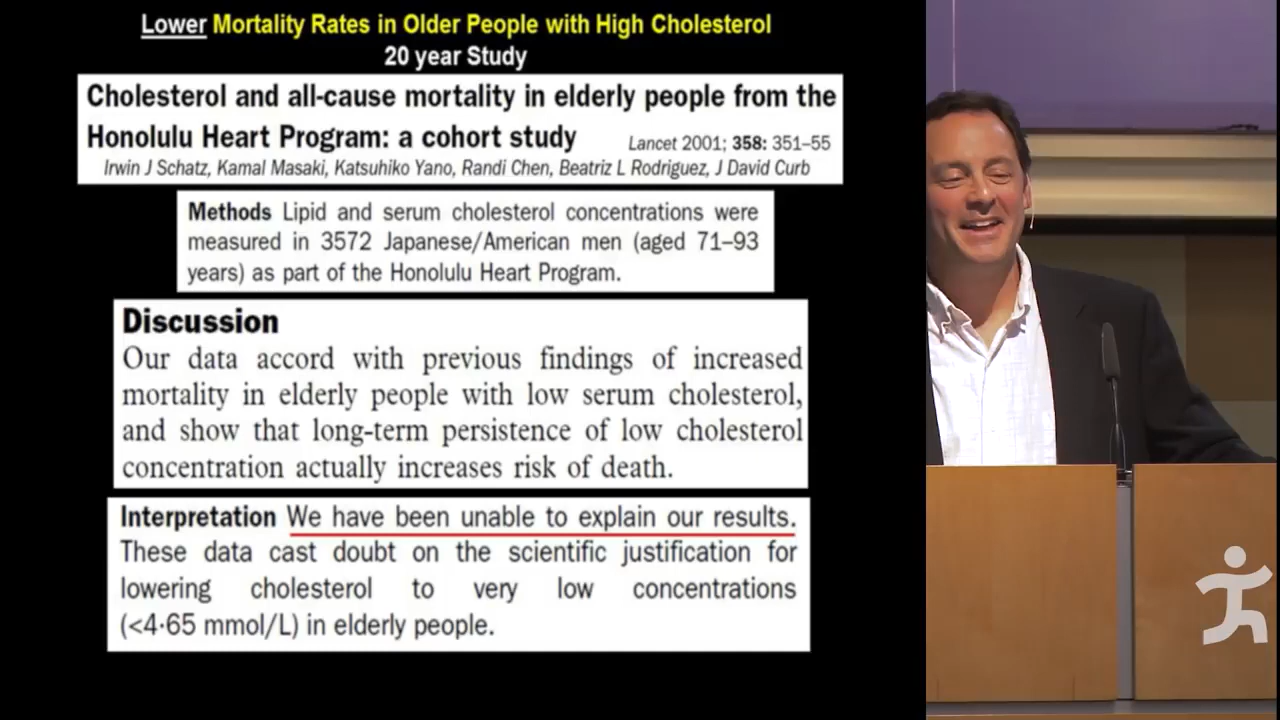 Lower Mortality Rates in Older People with High Cholesterol
20 year Study
Cholesterol and all-cause mortality in elderly people from the
Honolulu Heart Program: a cohort study
Lancet 2001; 358: 351–55
Irwin J Schatz, Kamal Masaki, Katsuhiko Yano, Randi Chen, Beatriz L Rodriguez, J David Curb
Methods Lipid and serum cholesterol concentrations were
measured in 3572 Japanese/American men (aged 71–93
years) as part of the Honolulu Heart Program.
Discussion
Our data accord with previous findings of increased
mortality in elderly people with low serum cholesterol,
and show that long-term persistence of low cholesterol
concentration actually increases risk of death.
Interpretation We have been unable to explain our results.
These data cast doubt on the scientific justification for
lowering cholesterol to very low concentrations
(<4·65 mmol/L) in elderly people.